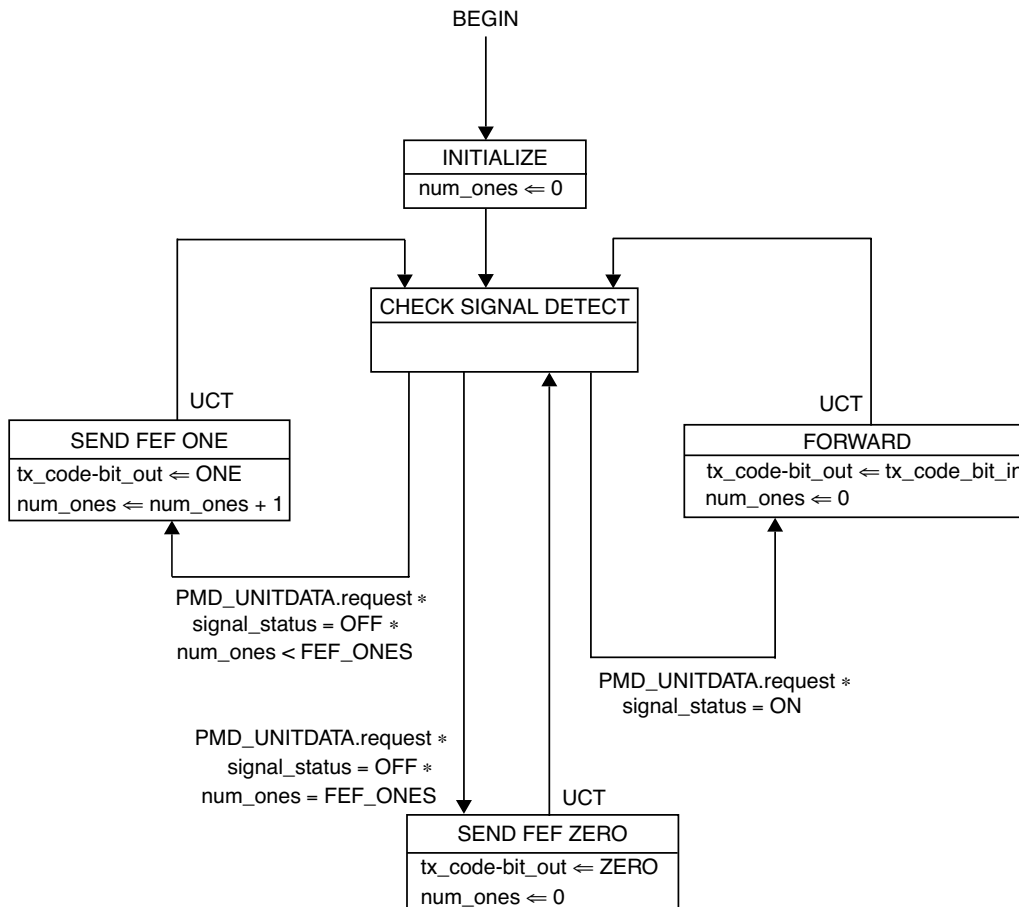 BEGIN
INITIALIZE
num_ones ⇐ 0
CHECK SIGNAL DETECT
UCT
SEND FEF ONE
tx_code-bit_out ⇐ ONE
num_ones ⇐ num_ones + 1
UCT
FORWARD
tx_code-bit_out ⇐ tx_code_bit_in
num_ones ⇐ 0
PMD_UNITDATA.request *
signal_status = OFF *
num_ones < FEF_ONES
PMD_UNITDATA.request *
signal_status = ON
PMD_UNITDATA.request *
signal_status = OFF *
num_ones = FEF_ONES
UCT
SEND FEF ZERO
tx_code-bit_out ⇐ ZERO
num_ones ⇐ 0